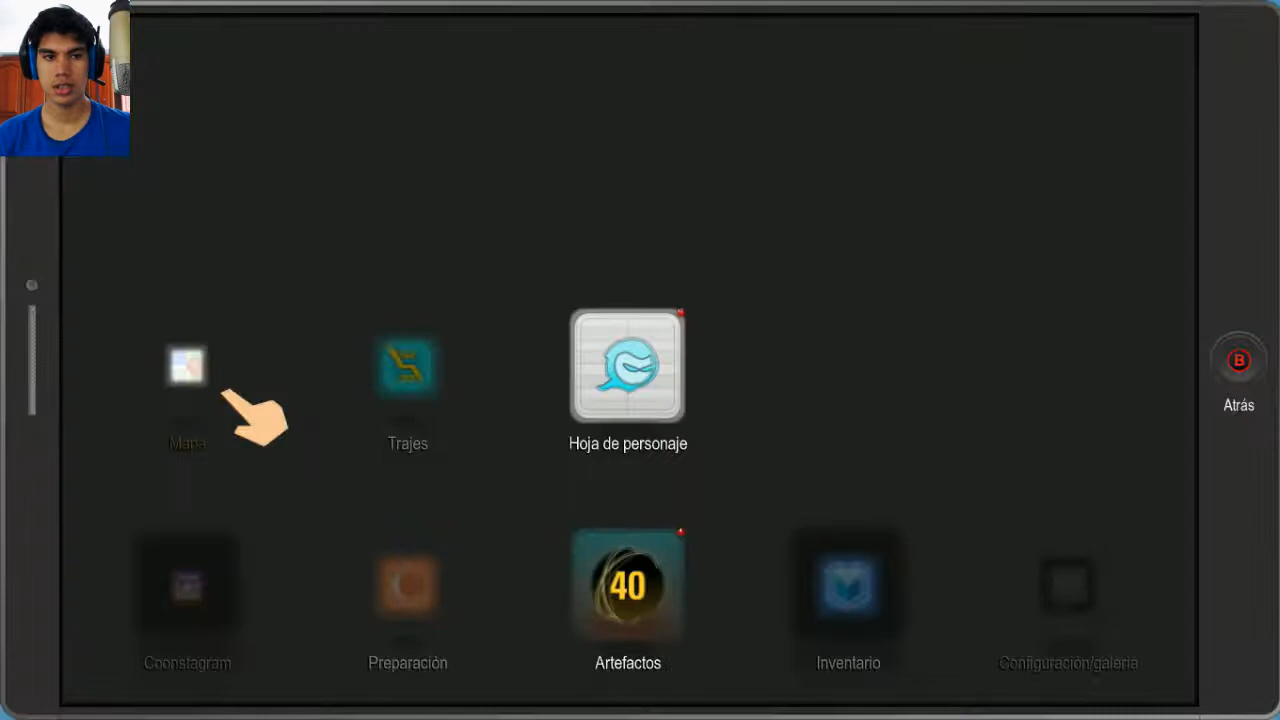 B
Atrás
Mapa
Trajes
Hoja de personaje
40
Coonstagram
Preparación
Artefactos
Inventario
Configuración/galería